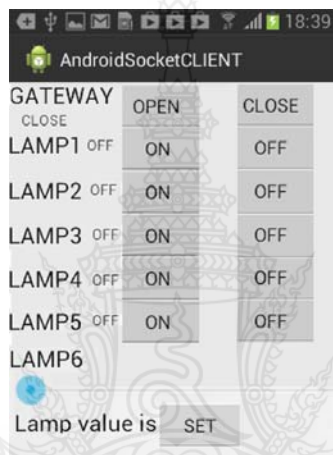 18:39
AndroidSocketCLIENT
GATEWAY OPEN CLOSE
CLOSE
LAMP1 OFF ON OFF
LAMP2 OFF ON OFF
LAMP3 OFF ON OFF
LAMP4 OFF ON OFF
LAMP5 OFF ON OFF
LAMP6
Lamp value is SET